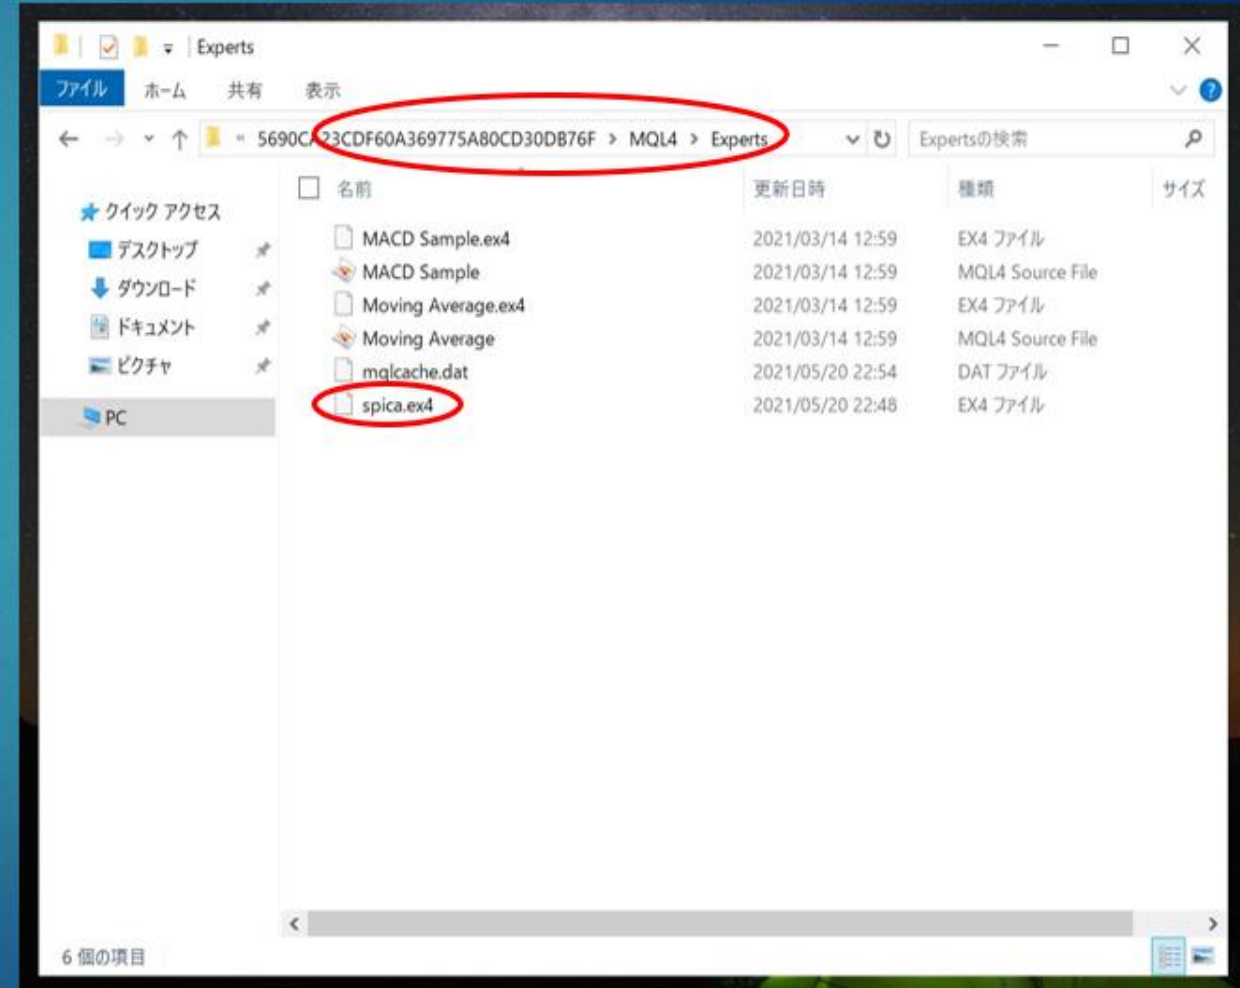 Experts
ファイル ホーム 共有 表示
« 5690CA23CDF60A369775A80CD30DB76F > MQL4 > Experts Expertsの検索
名前 更新日時 種類 サイズ
クイック アクセス
デスクトップ
ダウンロード
ドキュメント
ピクチャ
PC
MACD Sample.ex4 2021/03/14 12:59 EX4 ファイル
MACD Sample 2021/03/14 12:59 MQL4 Source File
Moving Average.ex4 2021/03/14 12:59 EX4 ファイル
Moving Average 2021/03/14 12:59 MQL4 Source File
mqlcache.dat 2021/05/20 22:54 DAT ファイル
spica.ex4 2021/05/20 22:48 EX4 ファイル
6 個の項目